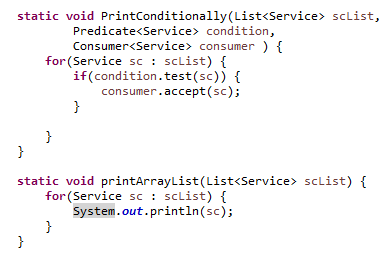 static void PrintConditionally(List<Service> scList,
        Predicate<Service> condition,
        Consumer<Service> consumer ) {
    for(Service sc : scList) {
        if(condition.test(sc)) {
            consumer.accept(sc);
        }
    }
}
static void printArrayList(List<Service> scList) {
    for(Service sc : scList) {
        System.out.println(sc);
    }
}